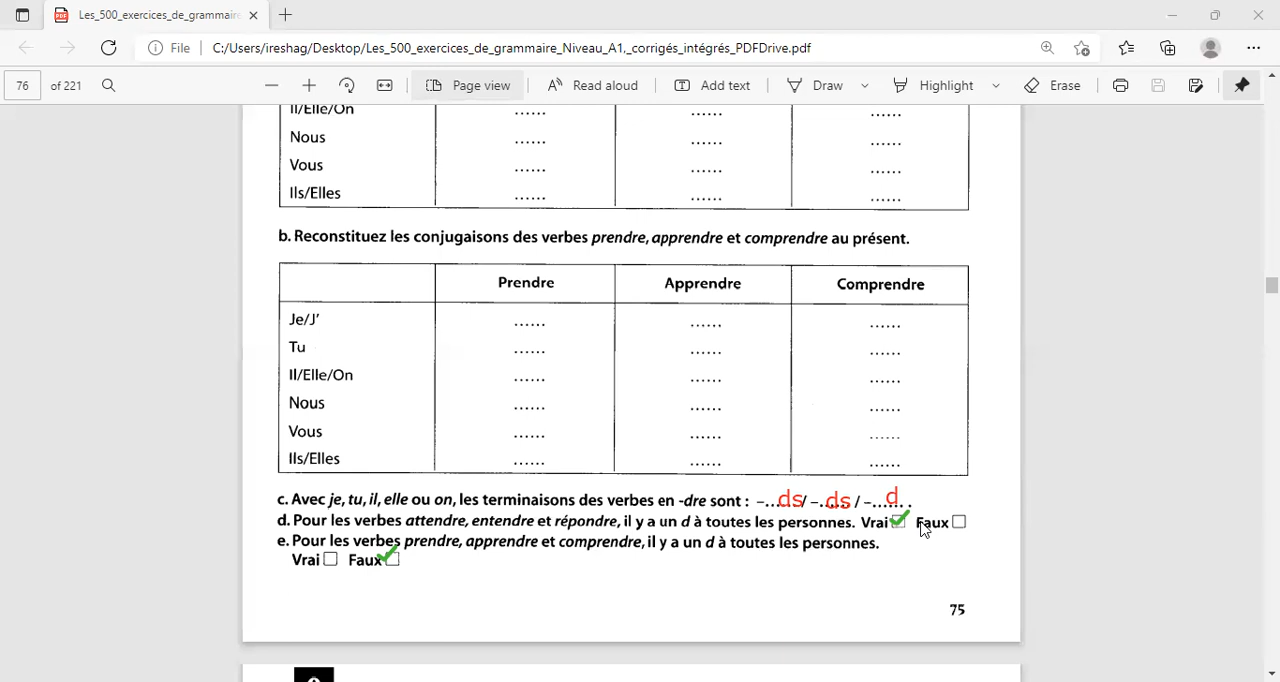 Les_500_exercices_de_grammaire
File C:/Users/ireshag/Desktop/Les_500_exercices_de_grammaire_Niveau_A1,_corrigés_intégrés_PDFDrive.pdf
76 of 221 Page view Read aloud Add text Draw Highlight Erase
Il/Elle/On ...... ...... ......
Nous ...... ...... ......
Vous ...... ...... ......
Ils/Elles ...... ...... ......
b. Reconstituez les conjugaisons des verbes prendre, apprendre et comprendre au présent.
Prendre Apprendre Comprendre
Je/J' ...... ...... ......
Tu ...... ...... ......
Il/Elle/On ...... ...... ......
Nous ...... ...... ......
Vous ...... ...... ......
Ils/Elles ...... ...... ......
c. Avec je, tu, il, elle ou on, les terminaisons des verbes en -dre sont : –...ds/ –...ds / –...d... .
d. Pour les verbes attendre, entendre et répondre, il y a un d à toutes les personnes. Vrai Faux
e. Pour les verbes prendre, apprendre et comprendre, il y a un d à toutes les personnes.
Vrai Faux
75